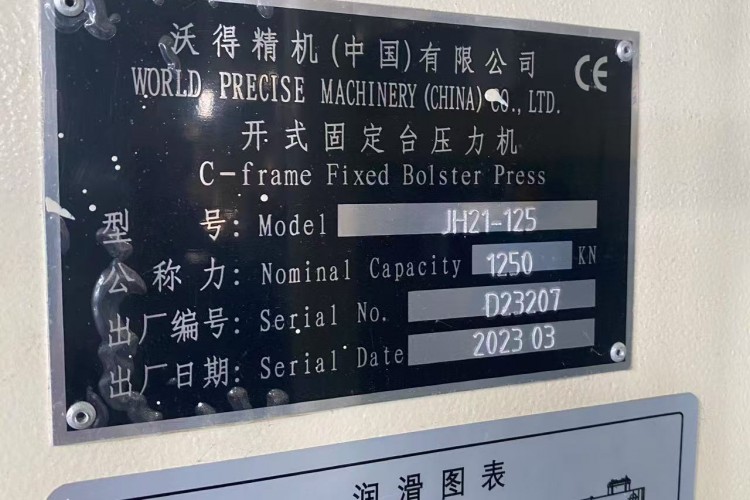 沃得精机(中国)有限公司
WORLD PRECISE MACHINERY(CHINA) CO., LTD.
CE
开式固定台压力机
C-frame Fixed Bolster Press
型 号: Model JH21-125
公称力: Nominal Capacity 1250 KN
出厂编号: Serial No. D23207
出厂日期: Serial Date 2023 03
润滑图表